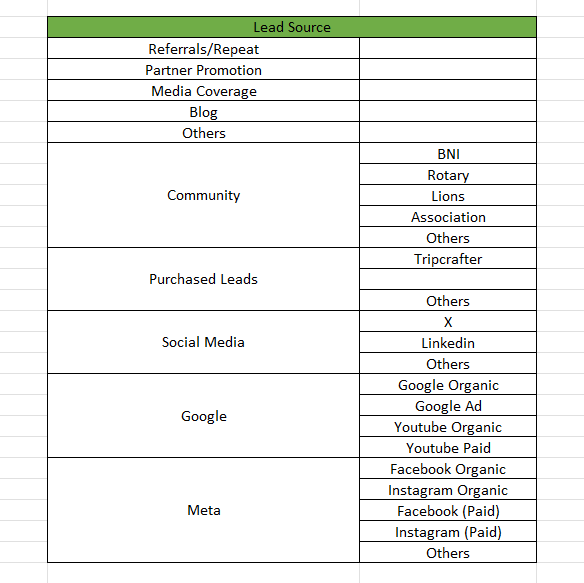 Lead Source
Referrals/Repeat
Partner Promotion
Media Coverage
Blog
Others
Community
BNI
Rotary
Lions
Association
Others
Purchased Leads
Tripcrafter
Others
Social Media
X
Linkedin
Others
Google
Google Organic
Google Ad
Youtube Organic
Youtube Paid
Meta
Facebook Organic
Instagram Organic
Facebook (Paid)
Instagram (Paid)
Others